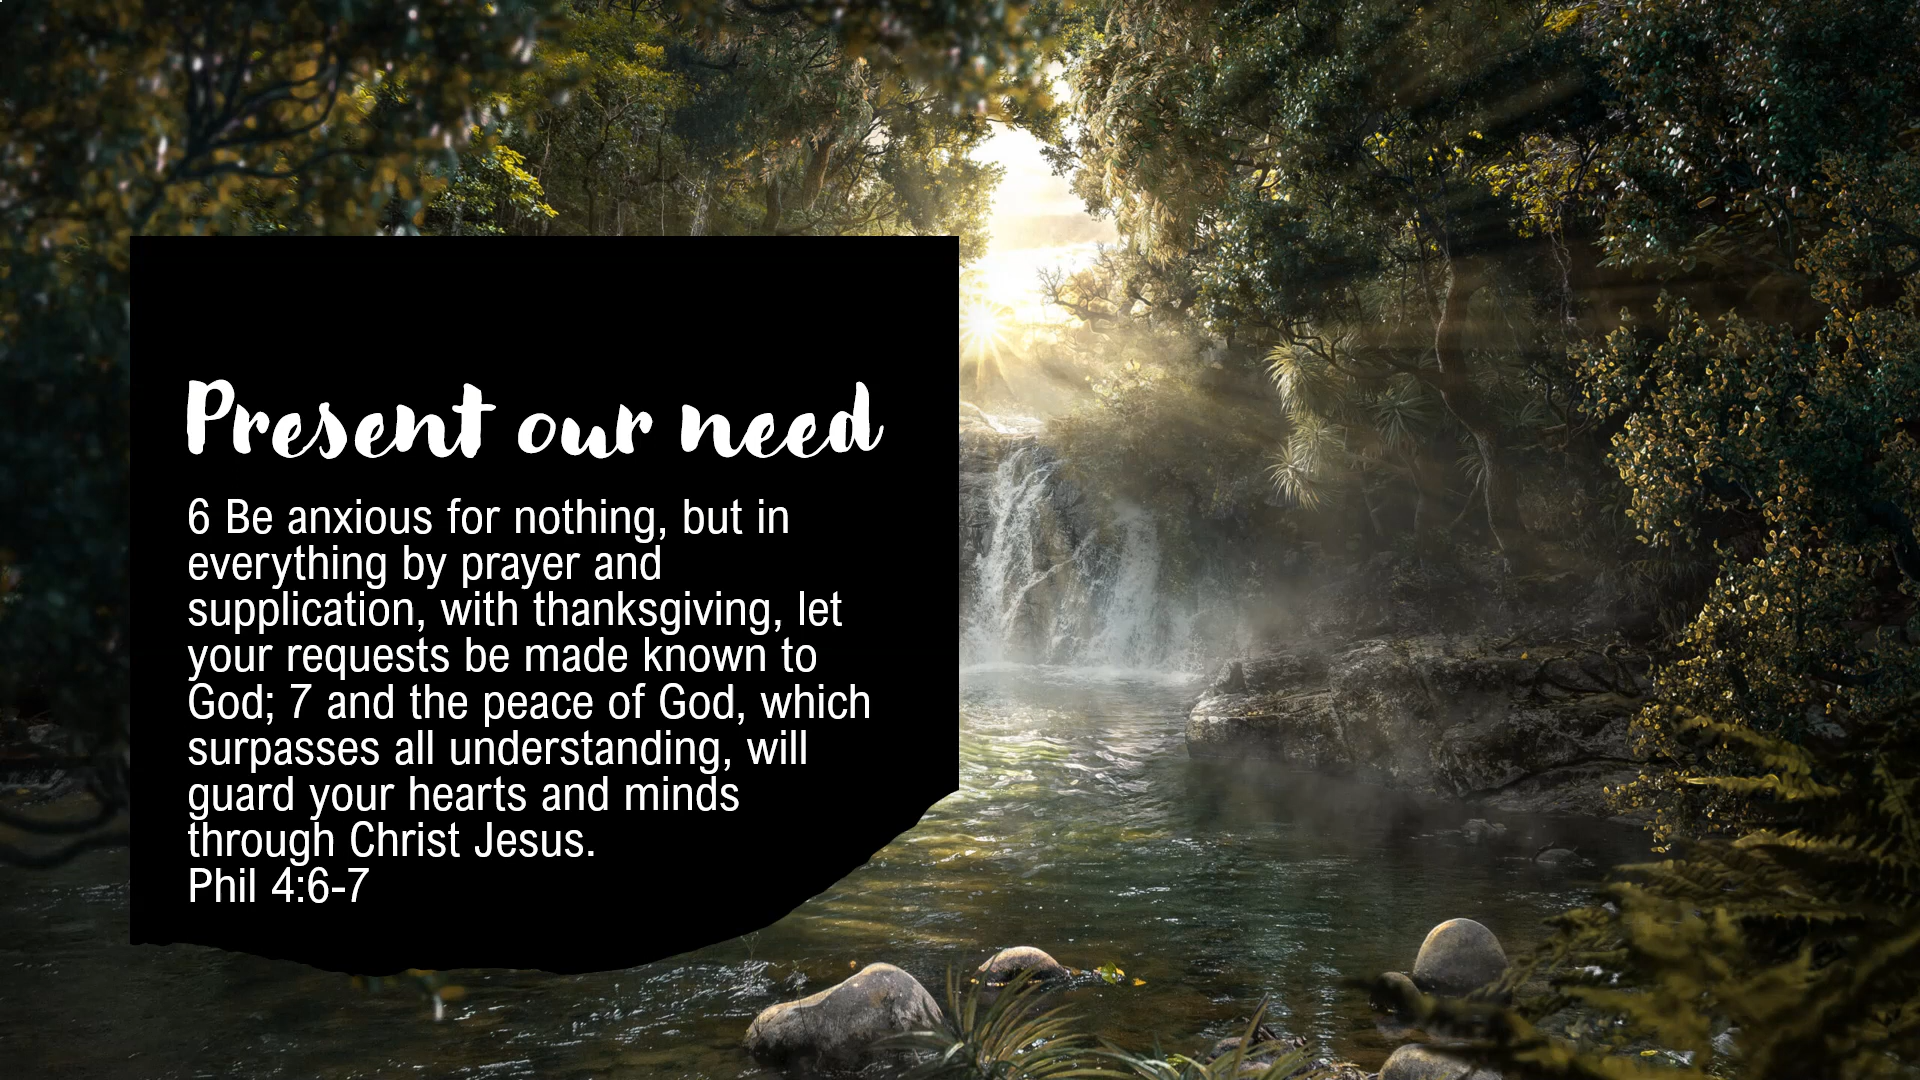 Present our need
6 Be anxious for nothing, but in
everything by prayer and
supplication, with thanksgiving, let
your requests be made known to
God; 7 and the peace of God, which
surpasses all understanding, will
guard your hearts and minds
through Christ Jesus.
Phil 4:6-7